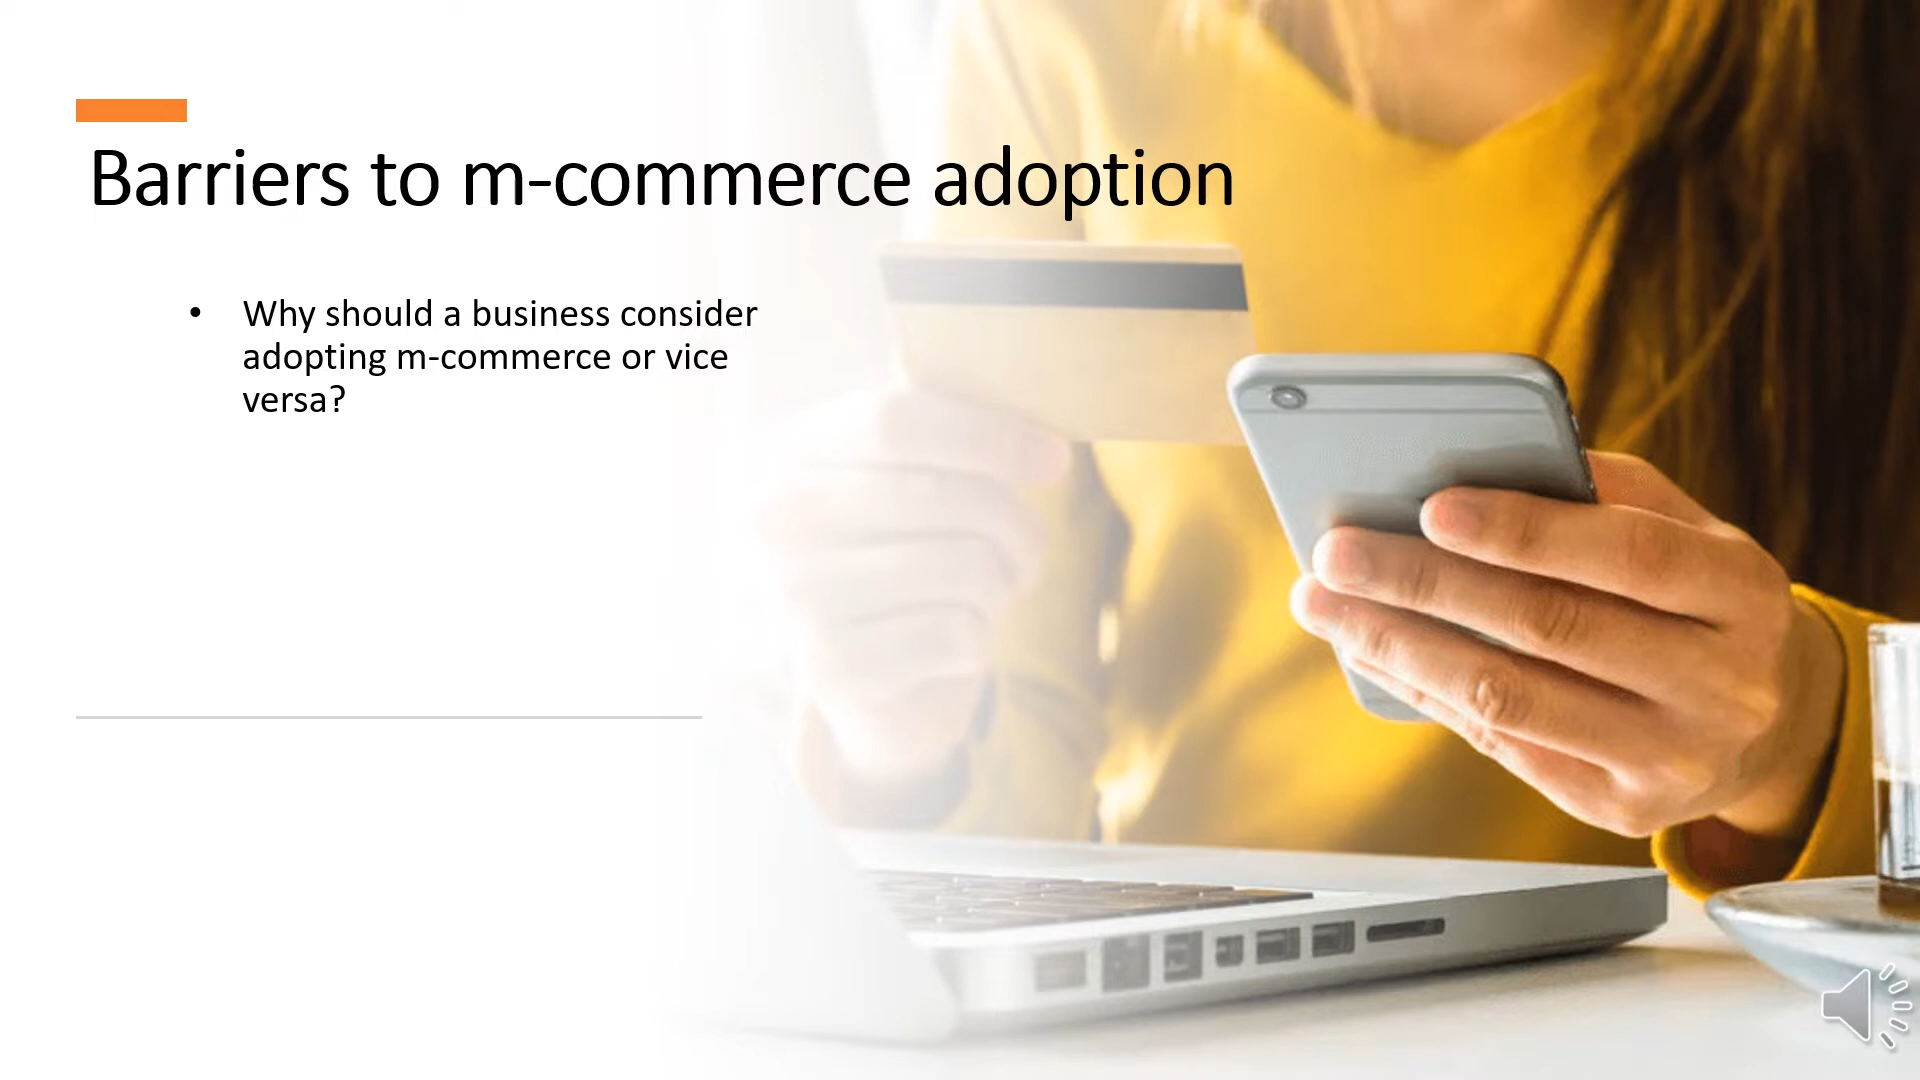 Barriers to m-commerce adoption
• Why should a business consider
adopting m-commerce or vice
versa?